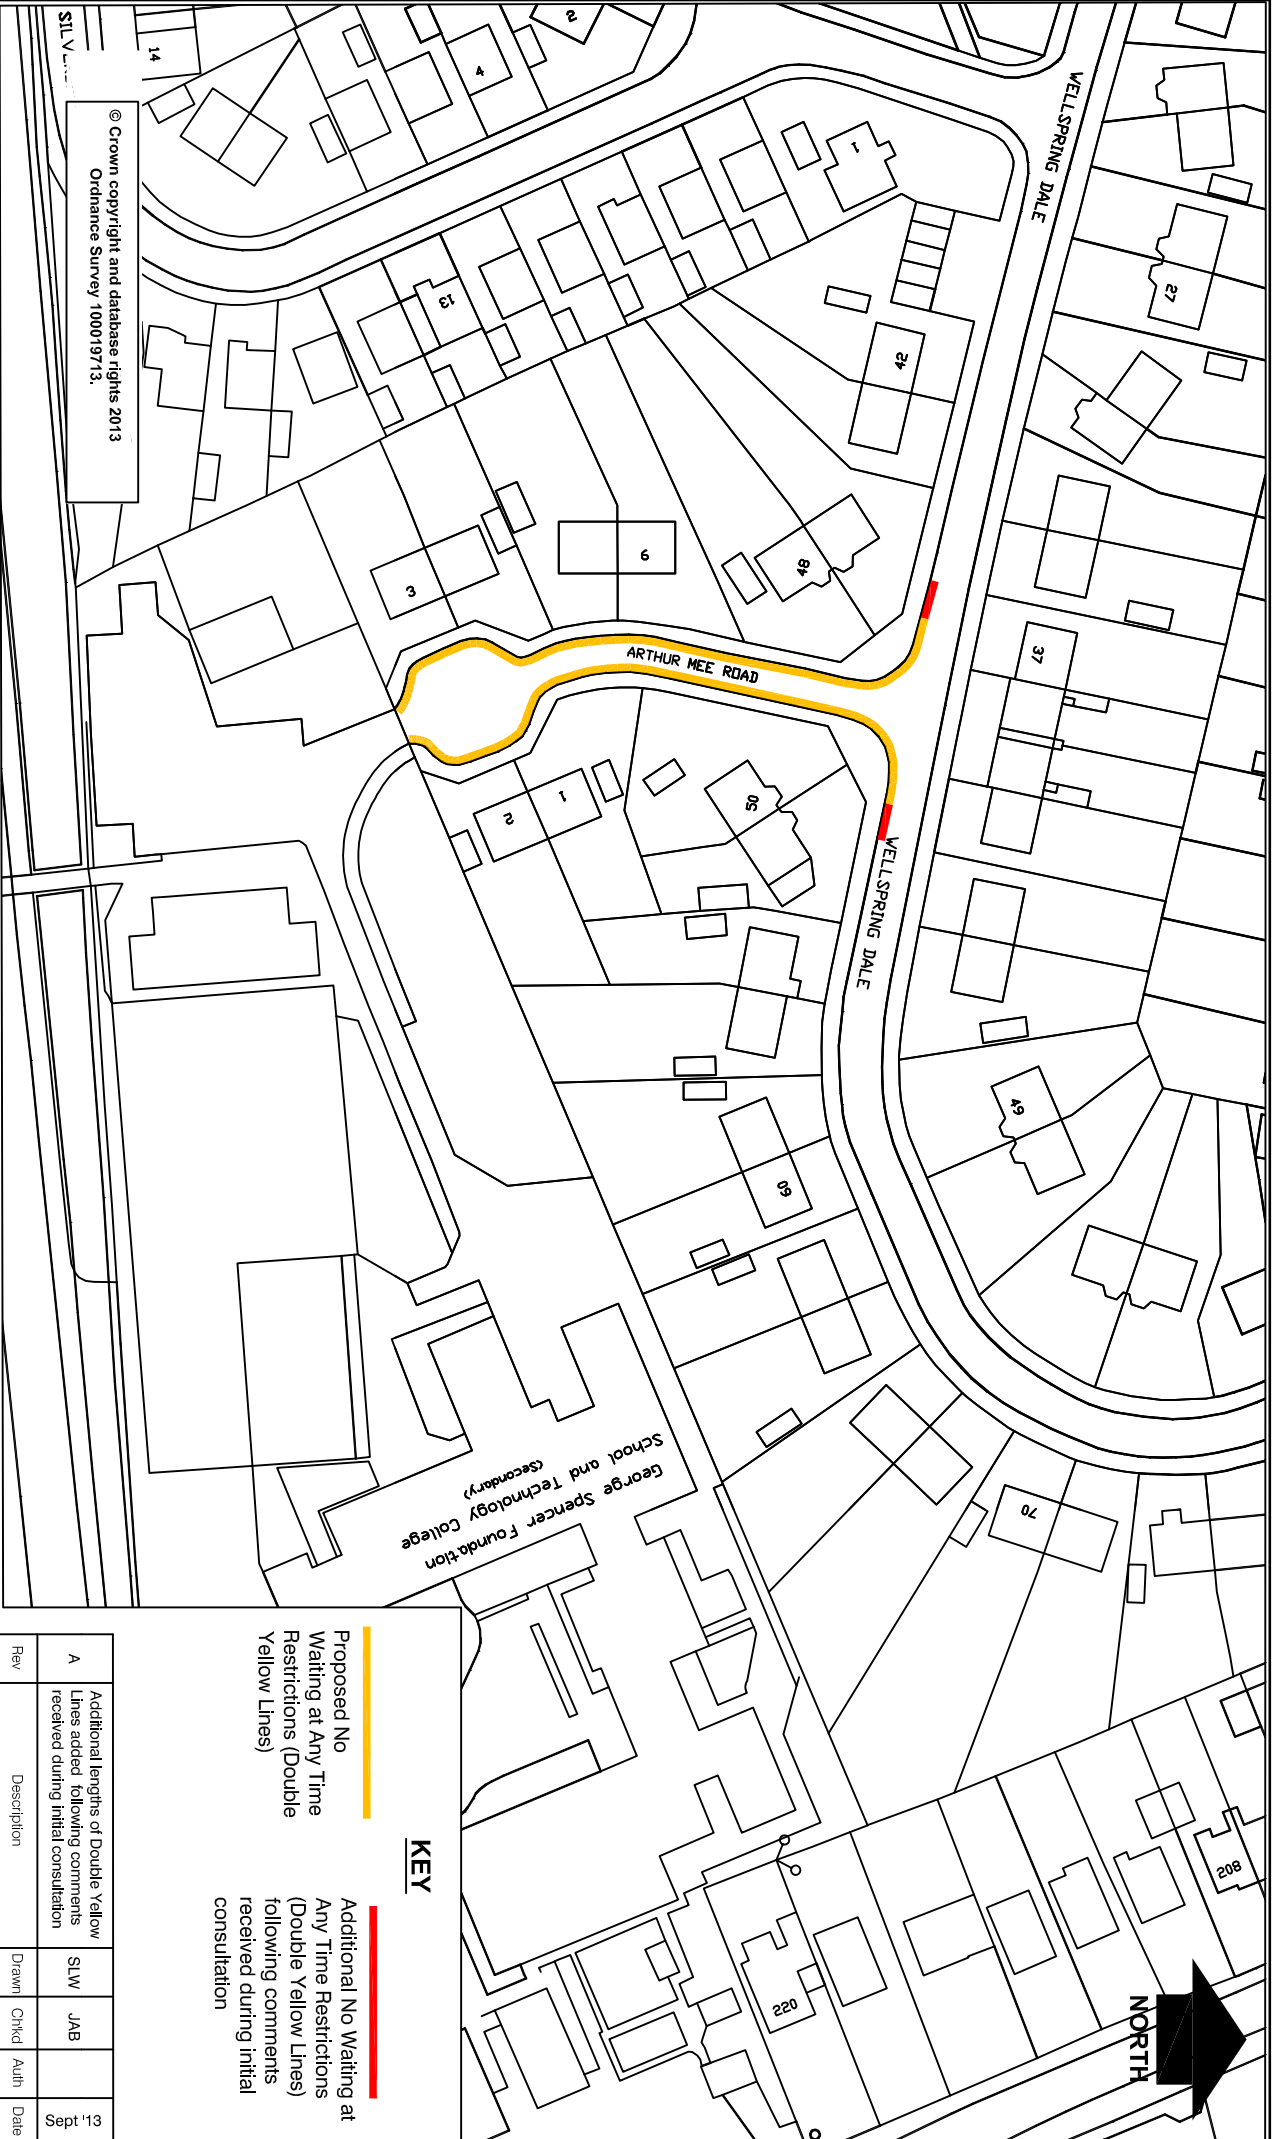 SILV
14
2
4
© Crown copyright and database rights 2013
Ordnance Survey 100019713.
WELLSPRING DALE
1
13
27
42
48
6
3
37
ARTHUR MEE ROAD
1
2
50
WELLSPRING DALE
49
60
70
George Spencer Foundation
School and Technology College
(Secondary)
208
220
NORTH
KEY
Proposed No
Waiting at Any Time
Restrictions (Double
Yellow Lines)
Additional No Waiting at
Any Time Restrictions
(Double Yellow Lines)
following comments
received during initial
consultation
A
Additional lengths of Double Yellow
Lines added following comments
received during initial consultation
SLW
JAB
Sept '13
Rev
Description
Drawn
Ch'kd
Auth
Date